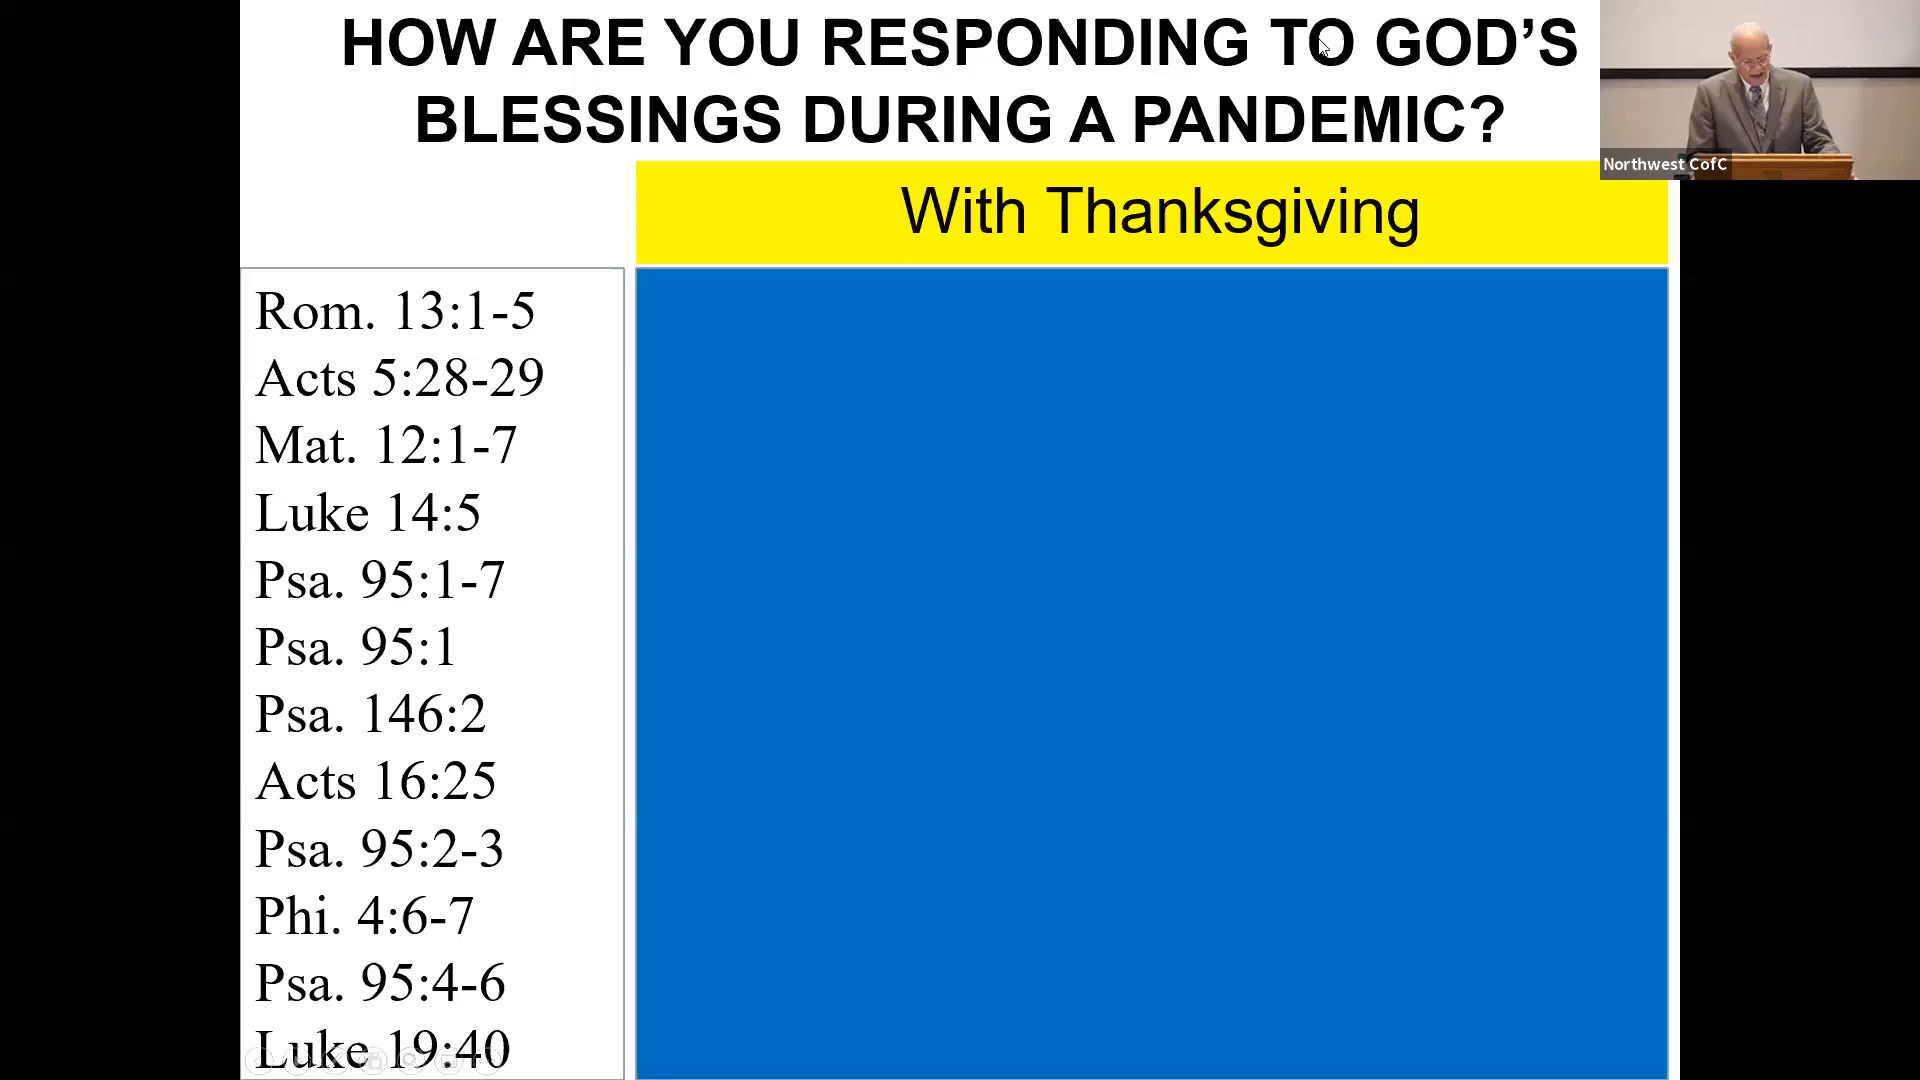 HOW ARE YOU RESPONDING TO GOD’S
BLESSINGS DURING A PANDEMIC?
Northwest CofC
With Thanksgiving
Rom. 13:1-5
Acts 5:28-29
Mat. 12:1-7
Luke 14:5
Psa. 95:1-7
Psa. 95:1
Psa. 146:2
Acts 16:25
Psa. 95:2-3
Phi. 4:6-7
Psa. 95:4-6
Luke 19:40